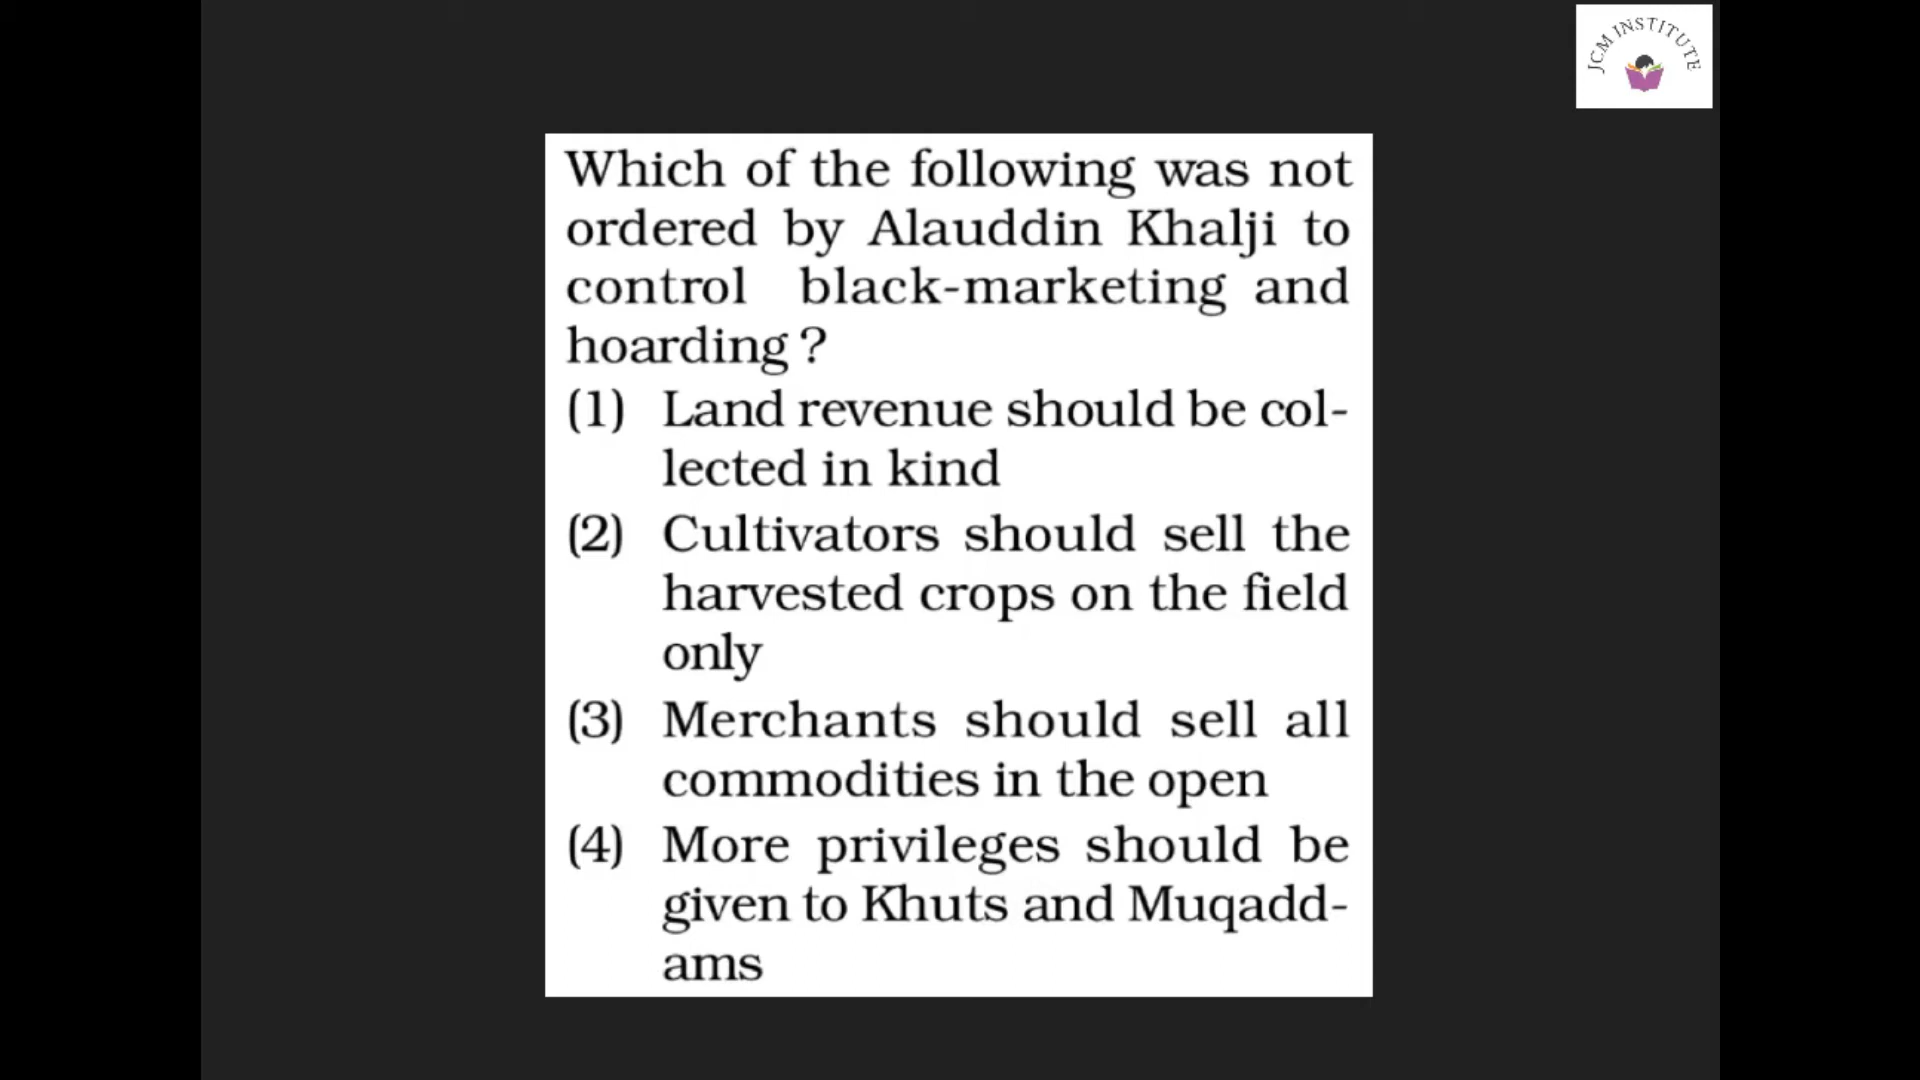 JCM INSTITUTE
Which of the following was not
ordered by Alauddin Khalji to
control black-marketing and
hoarding ?
(1) Land revenue should be col-
lected in kind
(2) Cultivators should sell the
harvested crops on the field
only
(3) Merchants should sell all
commodities in the open
(4) More privileges should be
given to Khuts and Muqadd-
ams